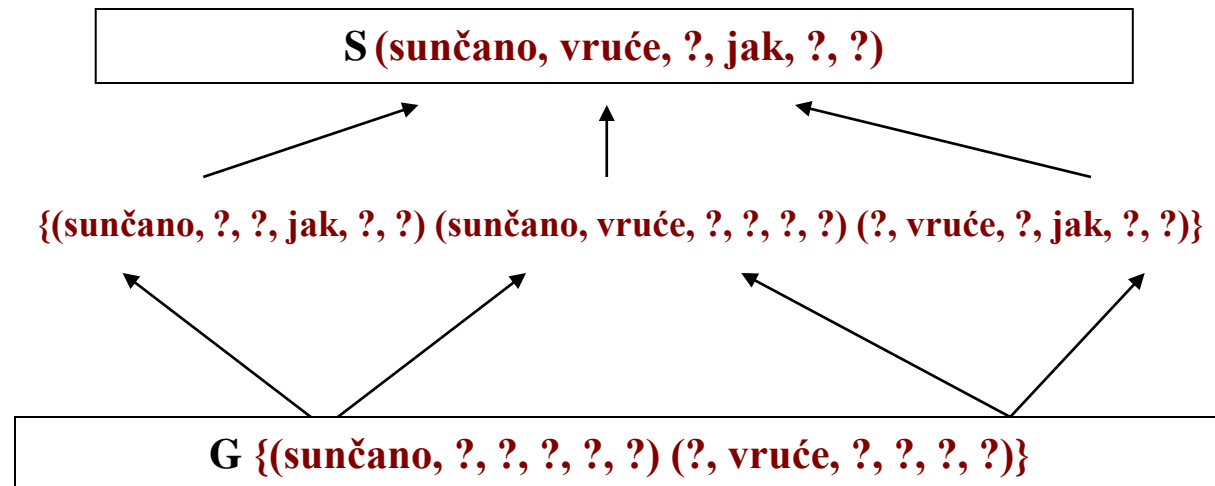 S (sunčano, vruće, ?, jak, ?, ?)
{(sunčano, ?, ?, jak, ?, ?) (sunčano, vruće, ?, ?, ?, ?) (?, vruće, ?, jak, ?, ?)}
G {(sunčano, ?, ?, ?, ?, ?) (?, vruće, ?, ?, ?, ?)}